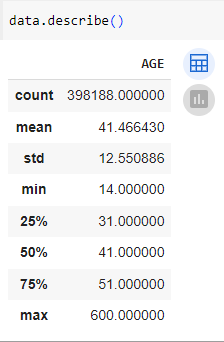 data.describe()
AGE
count 398188.000000
mean 41.466430
std 12.550886
min 14.000000
25% 31.000000
50% 41.000000
75% 51.000000
max 600.000000